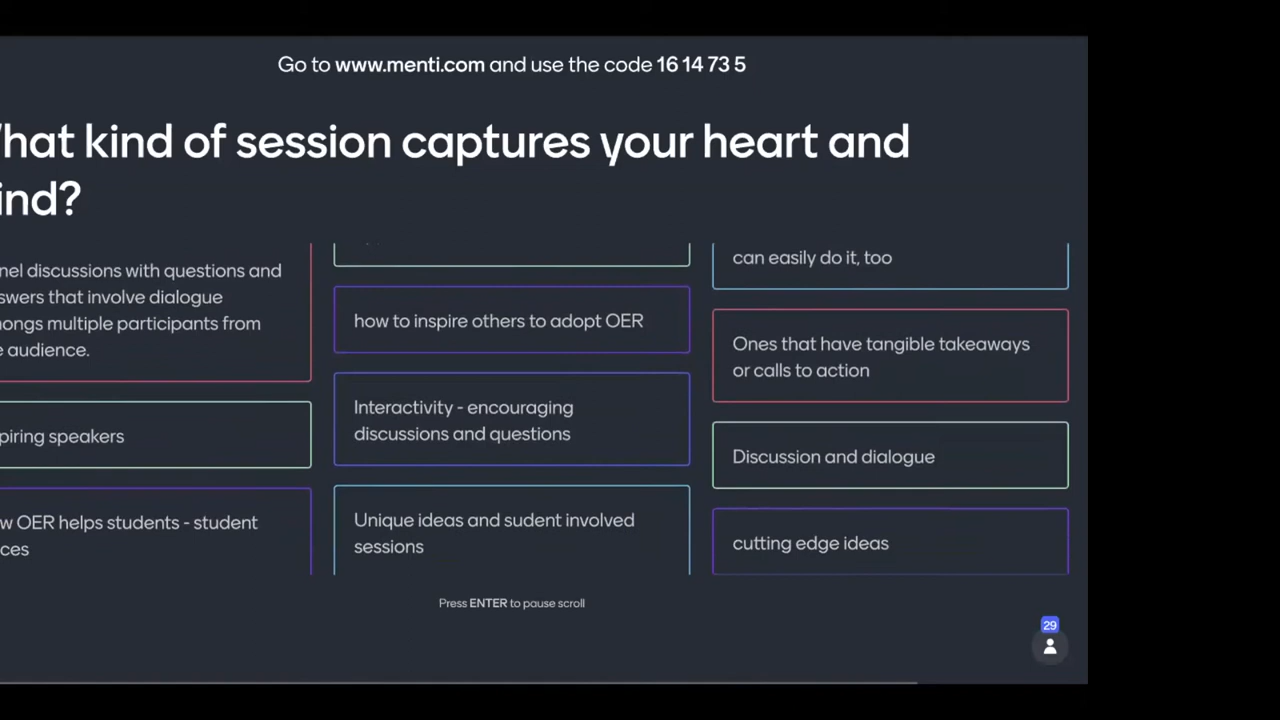 Go to www.menti.com and use the code 16 14 73 5
hat kind of session captures your heart and
ind?
nel discussions with questions and
swers that involve dialogue
mongs multiple participants from
e audience.
piring speakers
w OER helps students - student
ces
how to inspire others to adopt OER
Interactivity - encouraging
discussions and questions
Unique ideas and sudent involved
sessions
can easily do it, too
Ones that have tangible takeaways
or calls to action
Discussion and dialogue
cutting edge ideas
Press ENTER to pause scroll
29